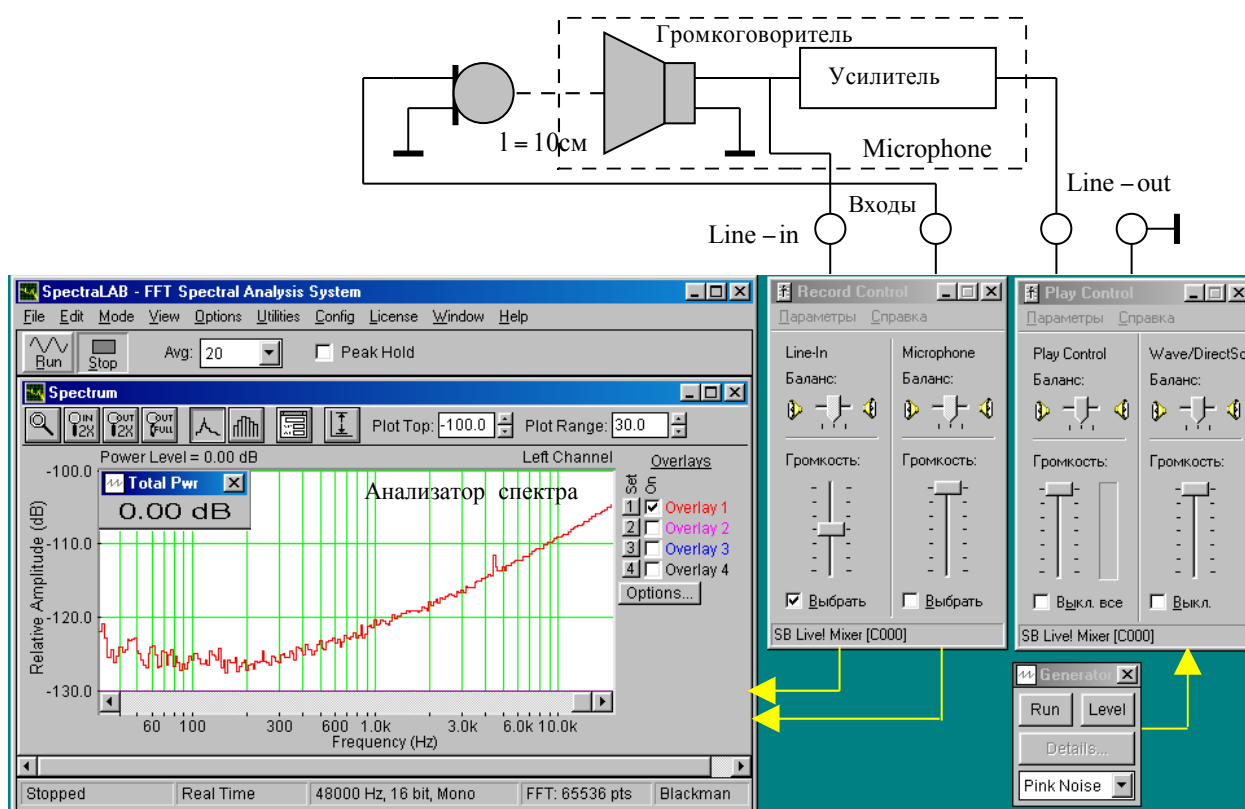 Громкоговоритель
Усилитель
l = 10см
Microphone
Line – out
Входы
Line – in
SpectraLAB - FFT Spectral Analysis System
File Edit Mode View Options Utilities Config License Window Help
Run Stop Avg: 20 Peak Hold
Spectrum
IN 2X OUT 2X OUT FULL Plot Top: -100.0 Plot Range: 30.0
Power Level = 0.00 dB Left Channel Overlays
Total Pwr
0.00 dB
Анализатор спектра
Set On
1 Overlay 1
2 Overlay 2
3 Overlay 3
4 Overlay 4
Options...
Relative Amplitude (dB)
-100.0
-110.0
-120.0
-130.0
60 100 300 600 1.0k 3.0k 6.0k 10.0k
Frequency (Hz)
Stopped Real Time 48000 Hz, 16 bit, Mono FFT: 65536 pts Blackman
Record Control
Параметры Справка
Line-In Microphone
Баланс: Баланс:
Громкость: Громкость:
Выбрать Выбрать
SB Live! Mixer [C000]
Play Control
Параметры Справка
Play Control Wave/DirectSo
Баланс: Баланс:
Громкость: Громкость:
Выкл. все Выкл.
SB Live! Mixer [C000]
Generator
Run Level
Details...
Pink Noise